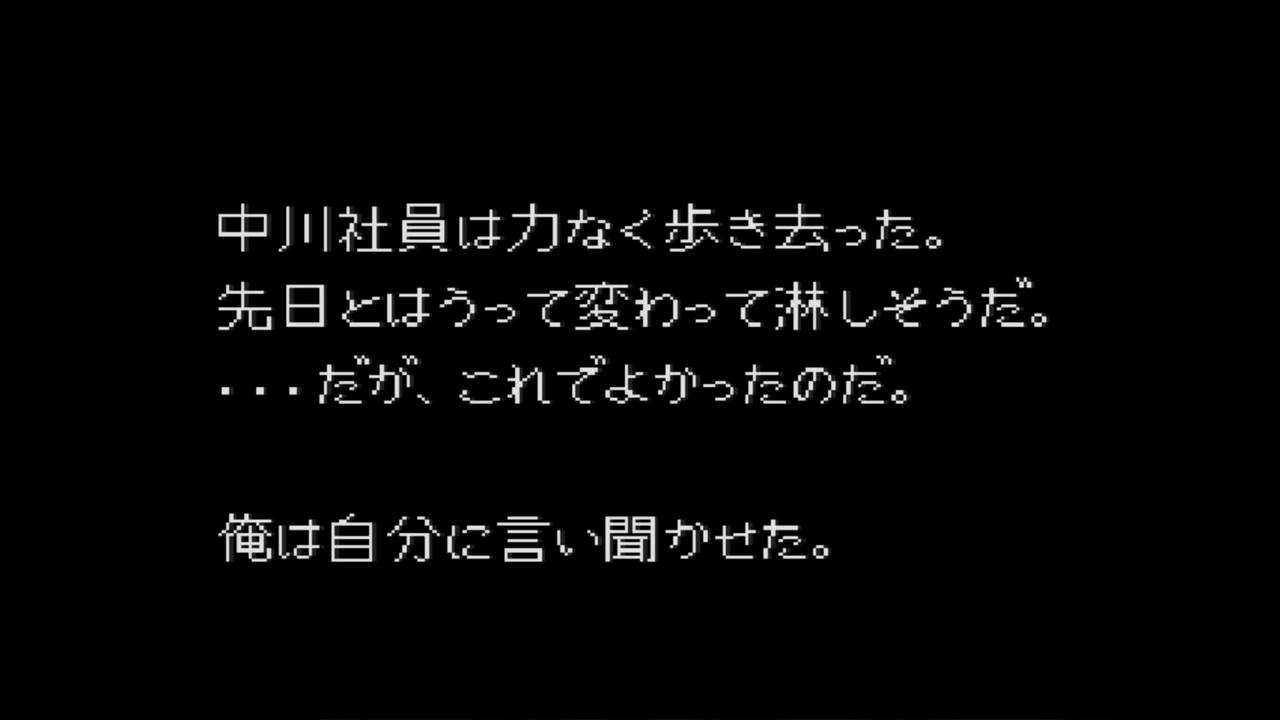 中川社員は力なく歩き去った。
先日とはうって変わって淋しそうだ。
・・・だが、これでよかったのだ。
俺は自分に言い聞かせた。